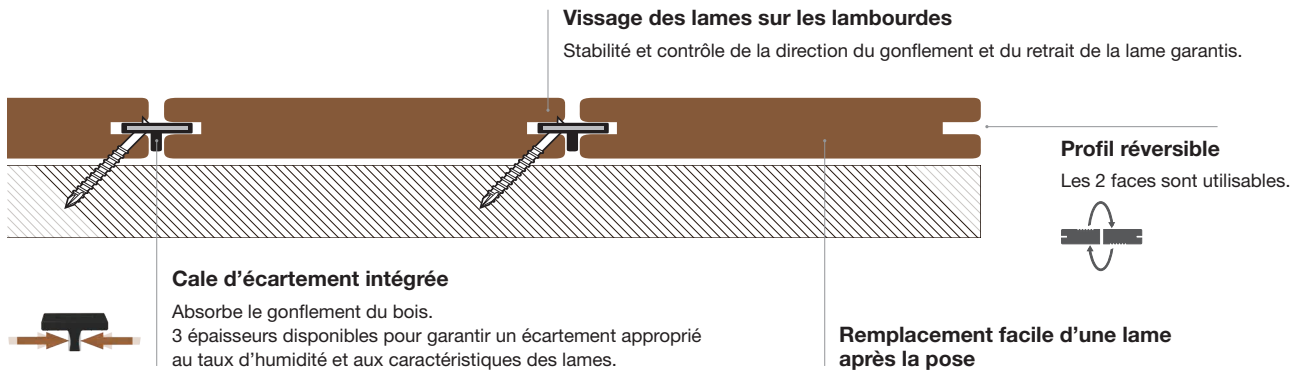 Vissage des lames sur les lambourdes
Stabilité et contrôle de la direction du gonflement et du retrait de la lame garantis.
Profil réversible
Les 2 faces sont utilisables.
Cale d’écartement intégrée
Absorbe le gonflement du bois.
3 épaisseurs disponibles pour garantir un écartement approprié
au taux d’humidité et aux caractéristiques des lames.
Remplacement facile d’une lame
après la pose